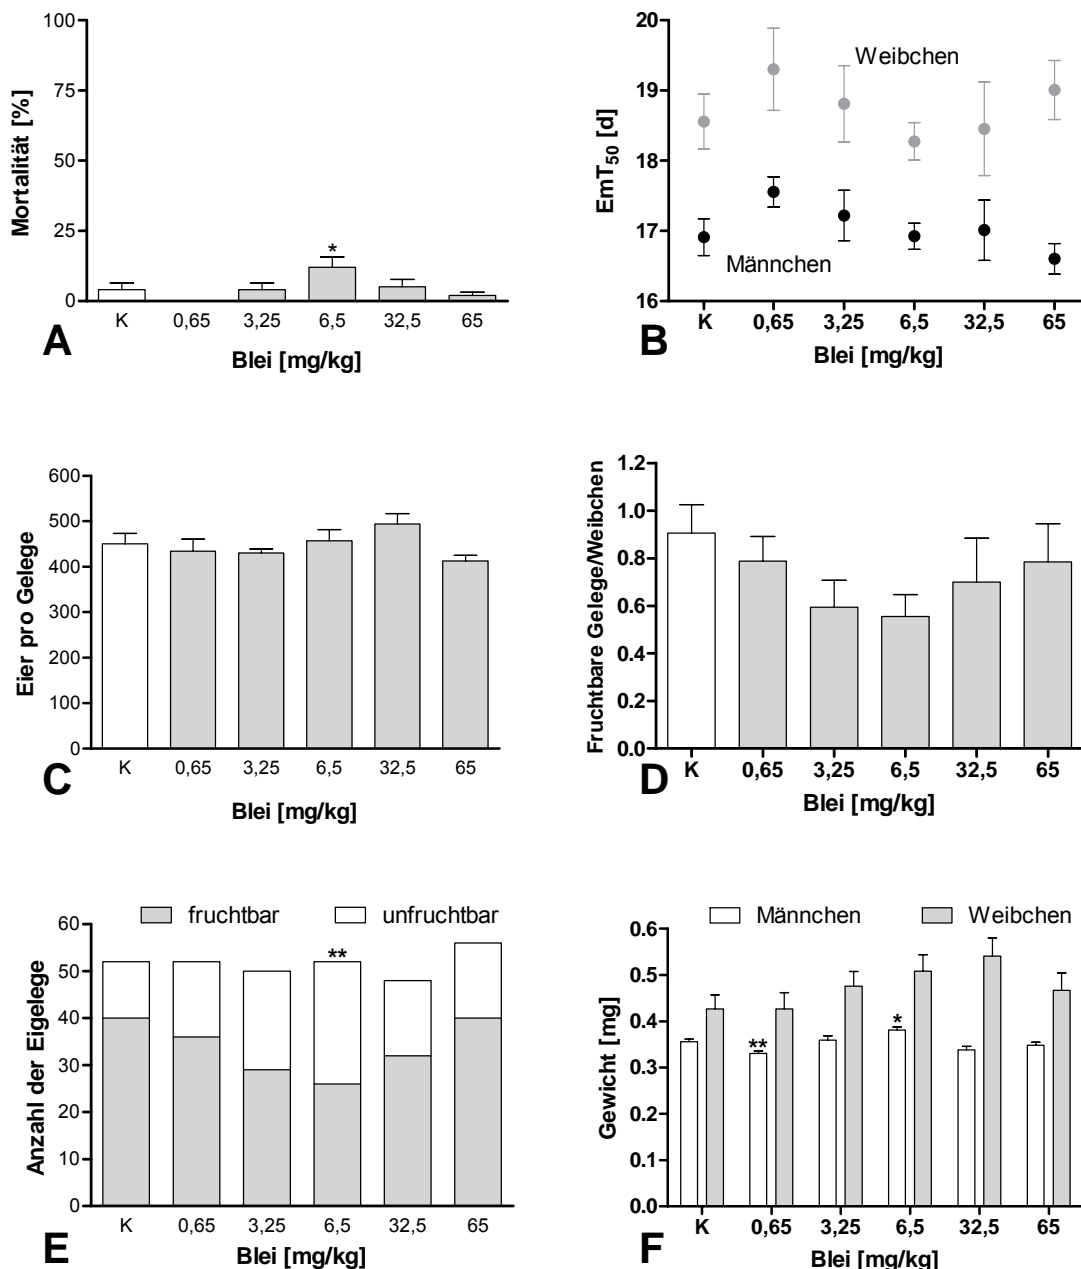 100
75
50
25
0
Mortalität [%]
*
K 0,65 3,25 6,5 32,5 65
A
Blei [mg/kg]
20
19
18
17
16
EmT50 [d]
Weibchen
Männchen
K 0,65 3,25 6,5 32,5 65
B
Blei [mg/kg]
600
500
400
300
200
100
0
Eier pro Gelege
K 0,65 3,25 6,5 32,5 65
C
Blei [mg/kg]
1.2
1.0
0.8
0.6
0.4
0.2
0.0
Fruchtbare Gelege/Weibchen
K 0,65 3,25 6,5 32,5 65
D
Blei [mg/kg]
fruchtbar unfruchtbar
60
50
40
30
20
10
0
Anzahl der Eigelege
**
K 0,65 3,25 6,5 32,5 65
E
Blei [mg/kg]
Männchen Weibchen
0.6
0.5
0.4
0.3
0.2
0.1
0.0
Gewicht [mg]
** *
K 0,65 3,25 6,5 32,5 65
F
Blei [mg/kg]